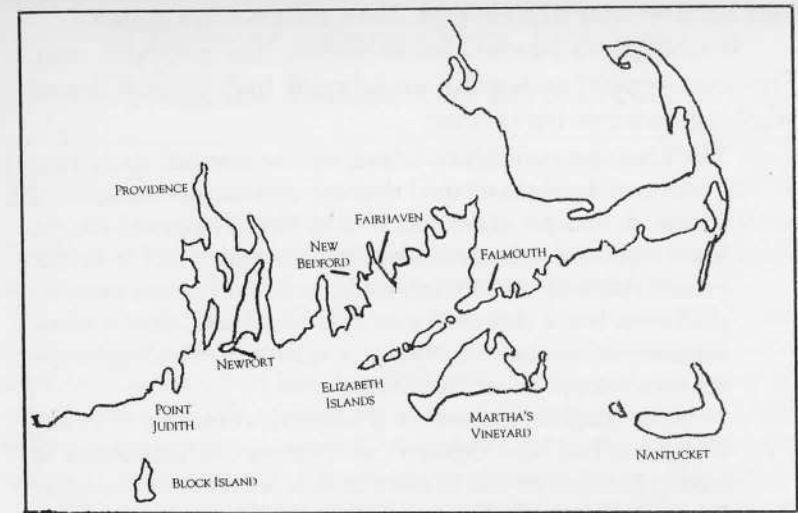 PROVIDENCE
FAIRHAVEN
NEW
BEDFORD
FALMOUTH
NEWPORT
ELIZABETH
ISLANDS
POINT
JUDITH
MARTHA'S
VINEYARD
NANTUCKET
BLOCK ISLAND